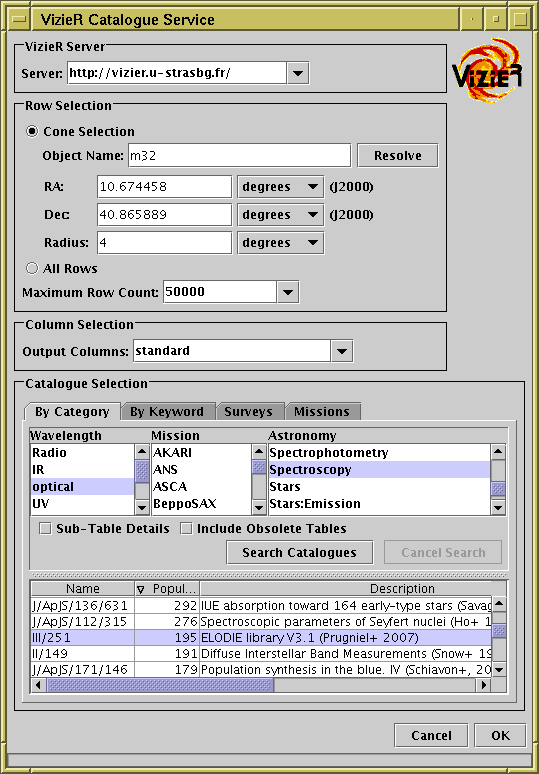 VizieR Catalogue Service
VizieR Server
Server: http://vizier.u-strasbg.fr/
VizieR
Row Selection
Cone Selection
Object Name: m32 Resolve
RA: 10.674458 degrees (J2000)
Dec: 40.865889 degrees (J2000)
Radius: 4 degrees
All Rows
Maximum Row Count: 50000
Column Selection
Output Columns: standard
Catalogue Selection
By Category By Keyword Surveys Missions
Wavelength Mission Astronomy
Radio AKARI Spectrophotometry
IR ANS Spectroscopy
optical ASCA Stars
UV BeppoSAX Stars:Emission
Sub-Table Details Include Obsolete Tables
Search Catalogues Cancel Search
Name Popul... Description
J/ApJS/136/631 292 IUE absorption toward 164 early-type stars (Savag
J/ApJS/112/315 276 Spectroscopic parameters of Seyfert nuclei (Ho+ 1
III/251 195 ELODIE library V3.1 (Prugniel+ 2007)
II/149 191 Diffuse Interstellar Band Measurements (Snow+ 19
J/ApJS/171/146 179 Population synthesis in the blue. IV (Schiavon+, 20
Cancel OK